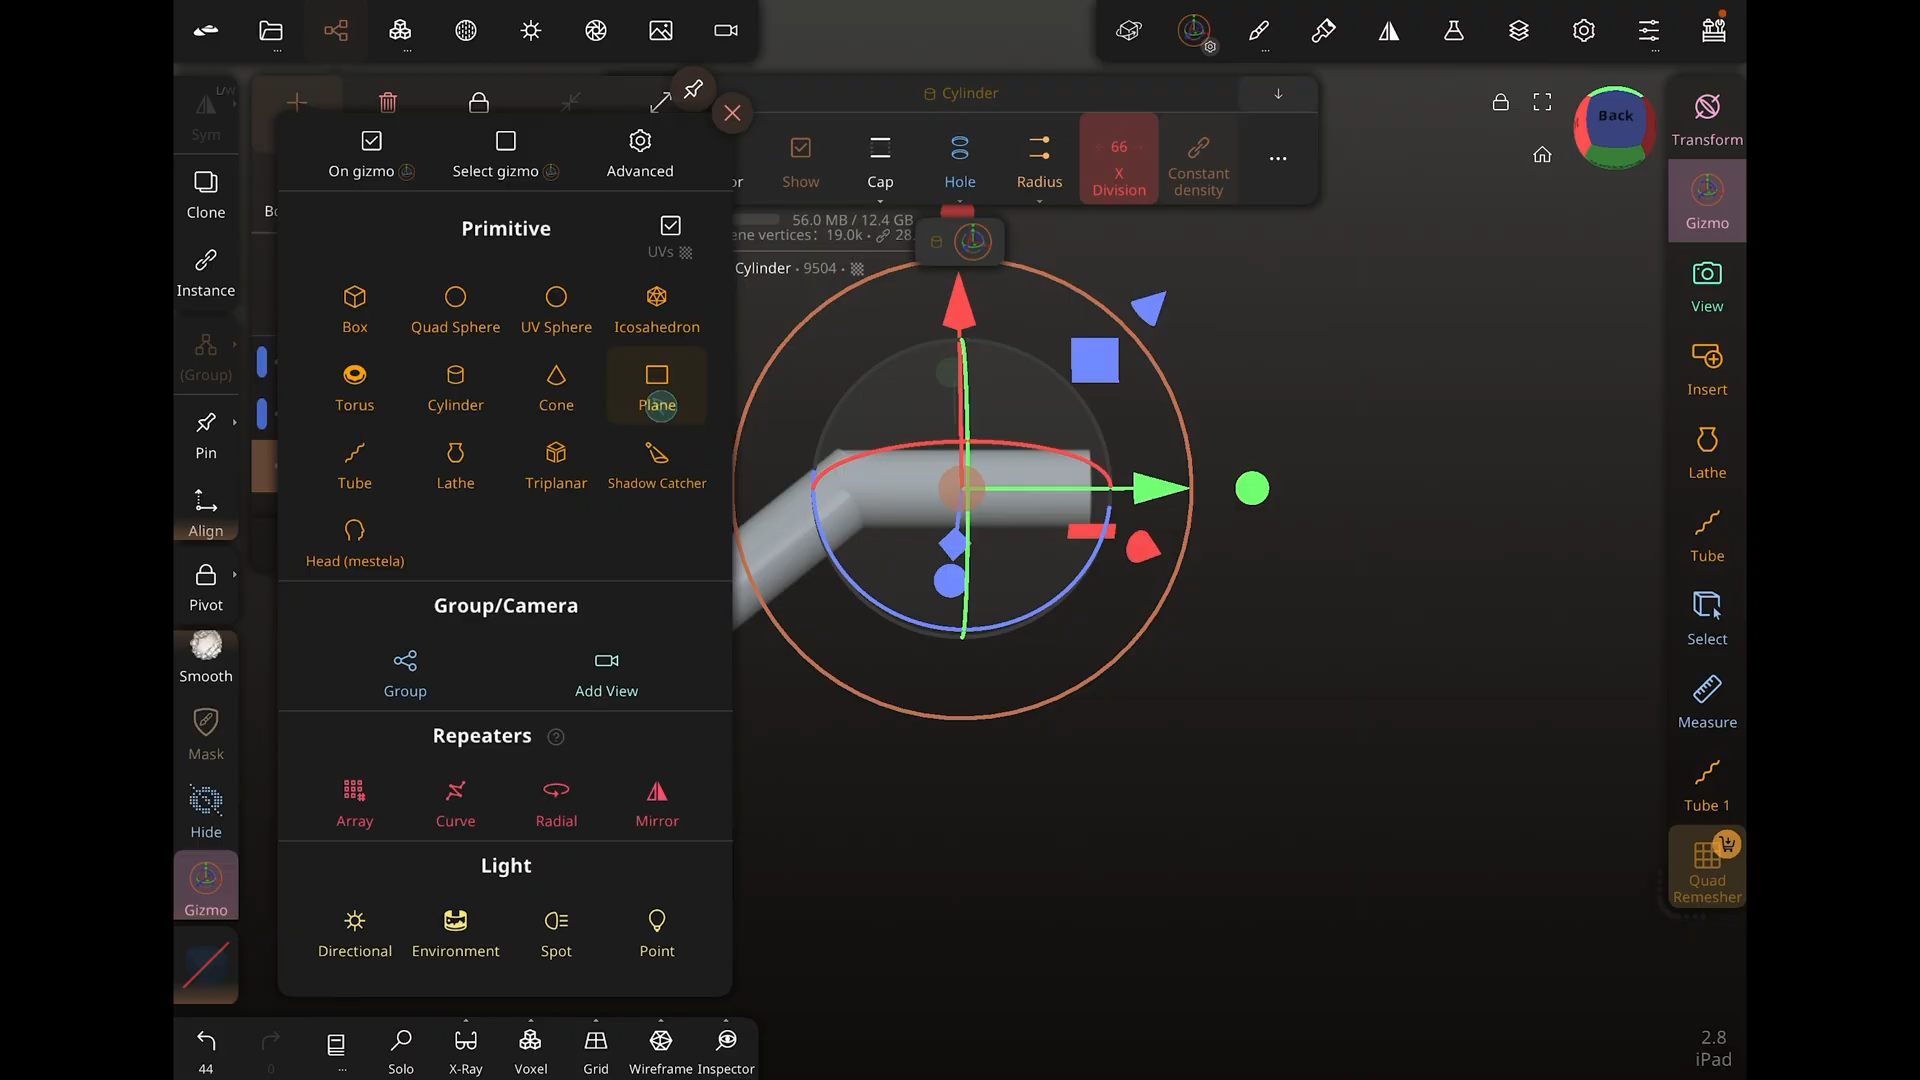 Cylinder
Back
L/W
Sym
Clone
Instance
(Group)
Pin
Align
Pivot
Smooth
Mask
Hide
Gizmo
On gizmo
Select gizmo
Advanced
Primitive
UVs
Box
Quad Sphere
UV Sphere
Icosahedron
Torus
Cylinder
Cone
Plane
Tube
Lathe
Triplanar
Shadow Catcher
Head (mestela)
Group/Camera
Group
Add View
Repeaters
?
Array
Curve
Radial
Mirror
Light
Directional
Environment
Spot
Point
Show
Cap
Hole
Radius
66
X
Division
Constant
density
...
56.0 MB / 12.4 GB
ene vertices: 19.0k • 28.
Cylinder • 9504 •
Transform
Gizmo
View
Insert
Lathe
Tube
Select
Measure
Tube 1
Quad
Remesher
44
0
...
Solo
X-Ray
Voxel
Grid
Wireframe
Inspector
2.8
iPad